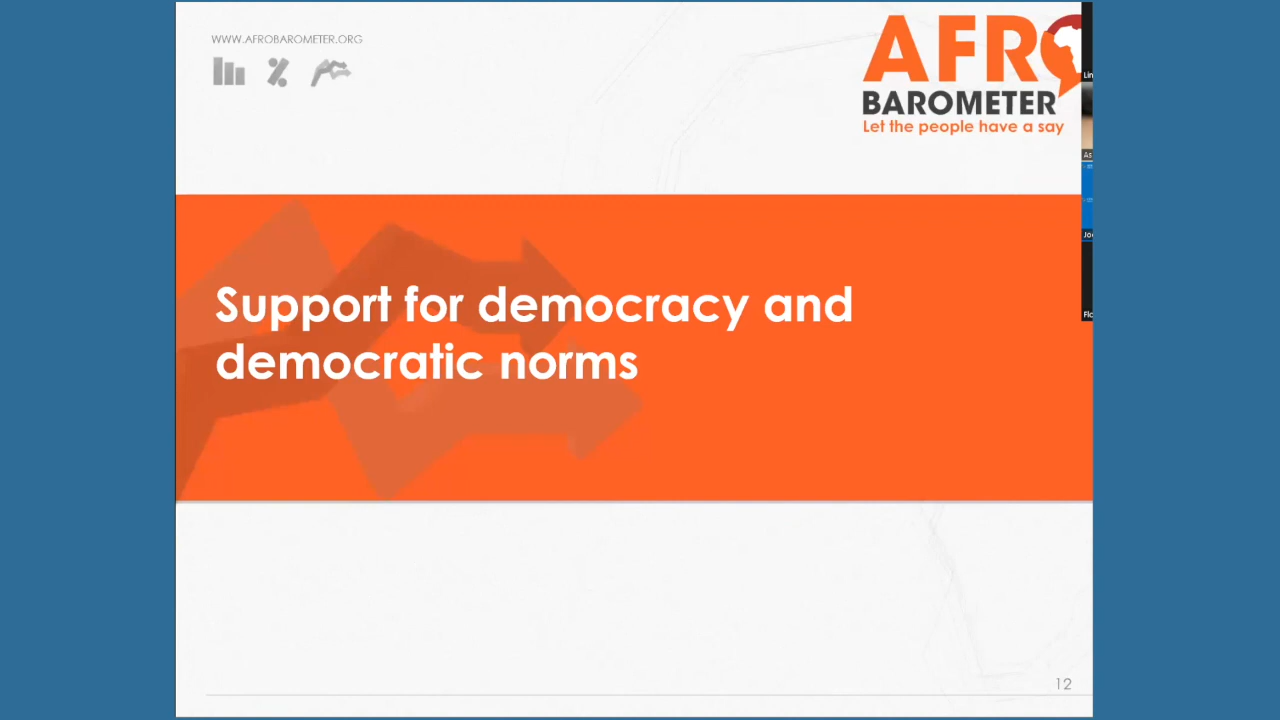 WWW.AFROBAROMETER.ORG
AFRO
BAROMETER
Let the people have a say
Support for democracy and
democratic norms
12